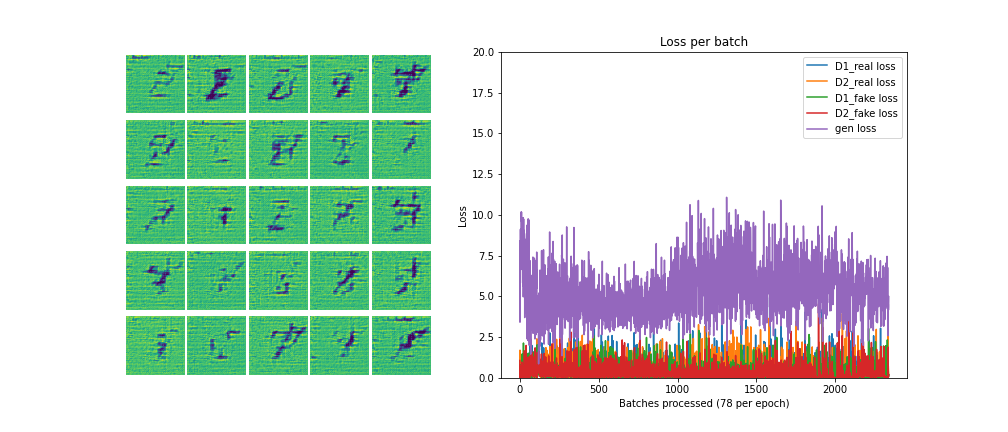 Loss per batch
20.0
17.5
15.0
12.5
10.0
7.5
5.0
2.5
0.0
Loss
D1_real loss
D2_real loss
D1_fake loss
D2_fake loss
gen loss
0
500
1000
1500
2000
Batches processed (78 per epoch)